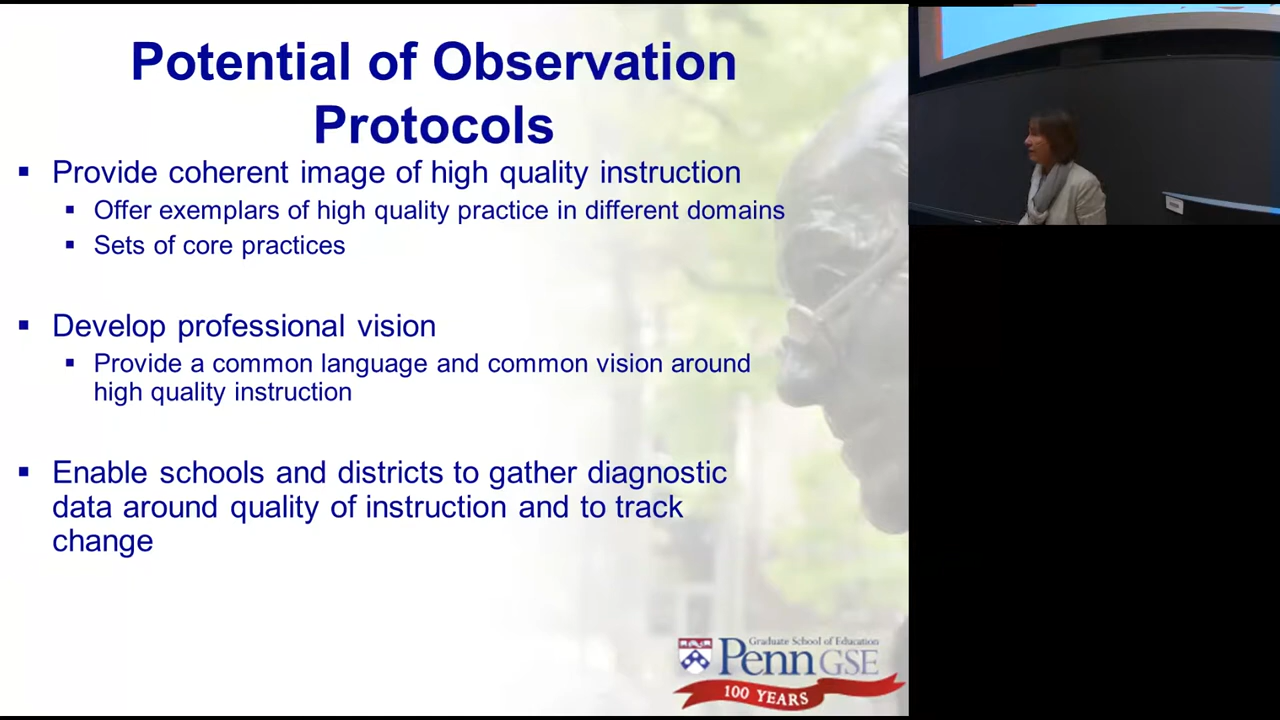 Potential of Observation
Protocols
▪ Provide coherent image of high quality instruction
▪ Offer exemplars of high quality practice in different domains
▪ Sets of core practices
▪ Develop professional vision
▪ Provide a common language and common vision around
high quality instruction
▪ Enable schools and districts to gather diagnostic
data around quality of instruction and to track
change
Graduate School of Education
Penn GSE
100 YEARS